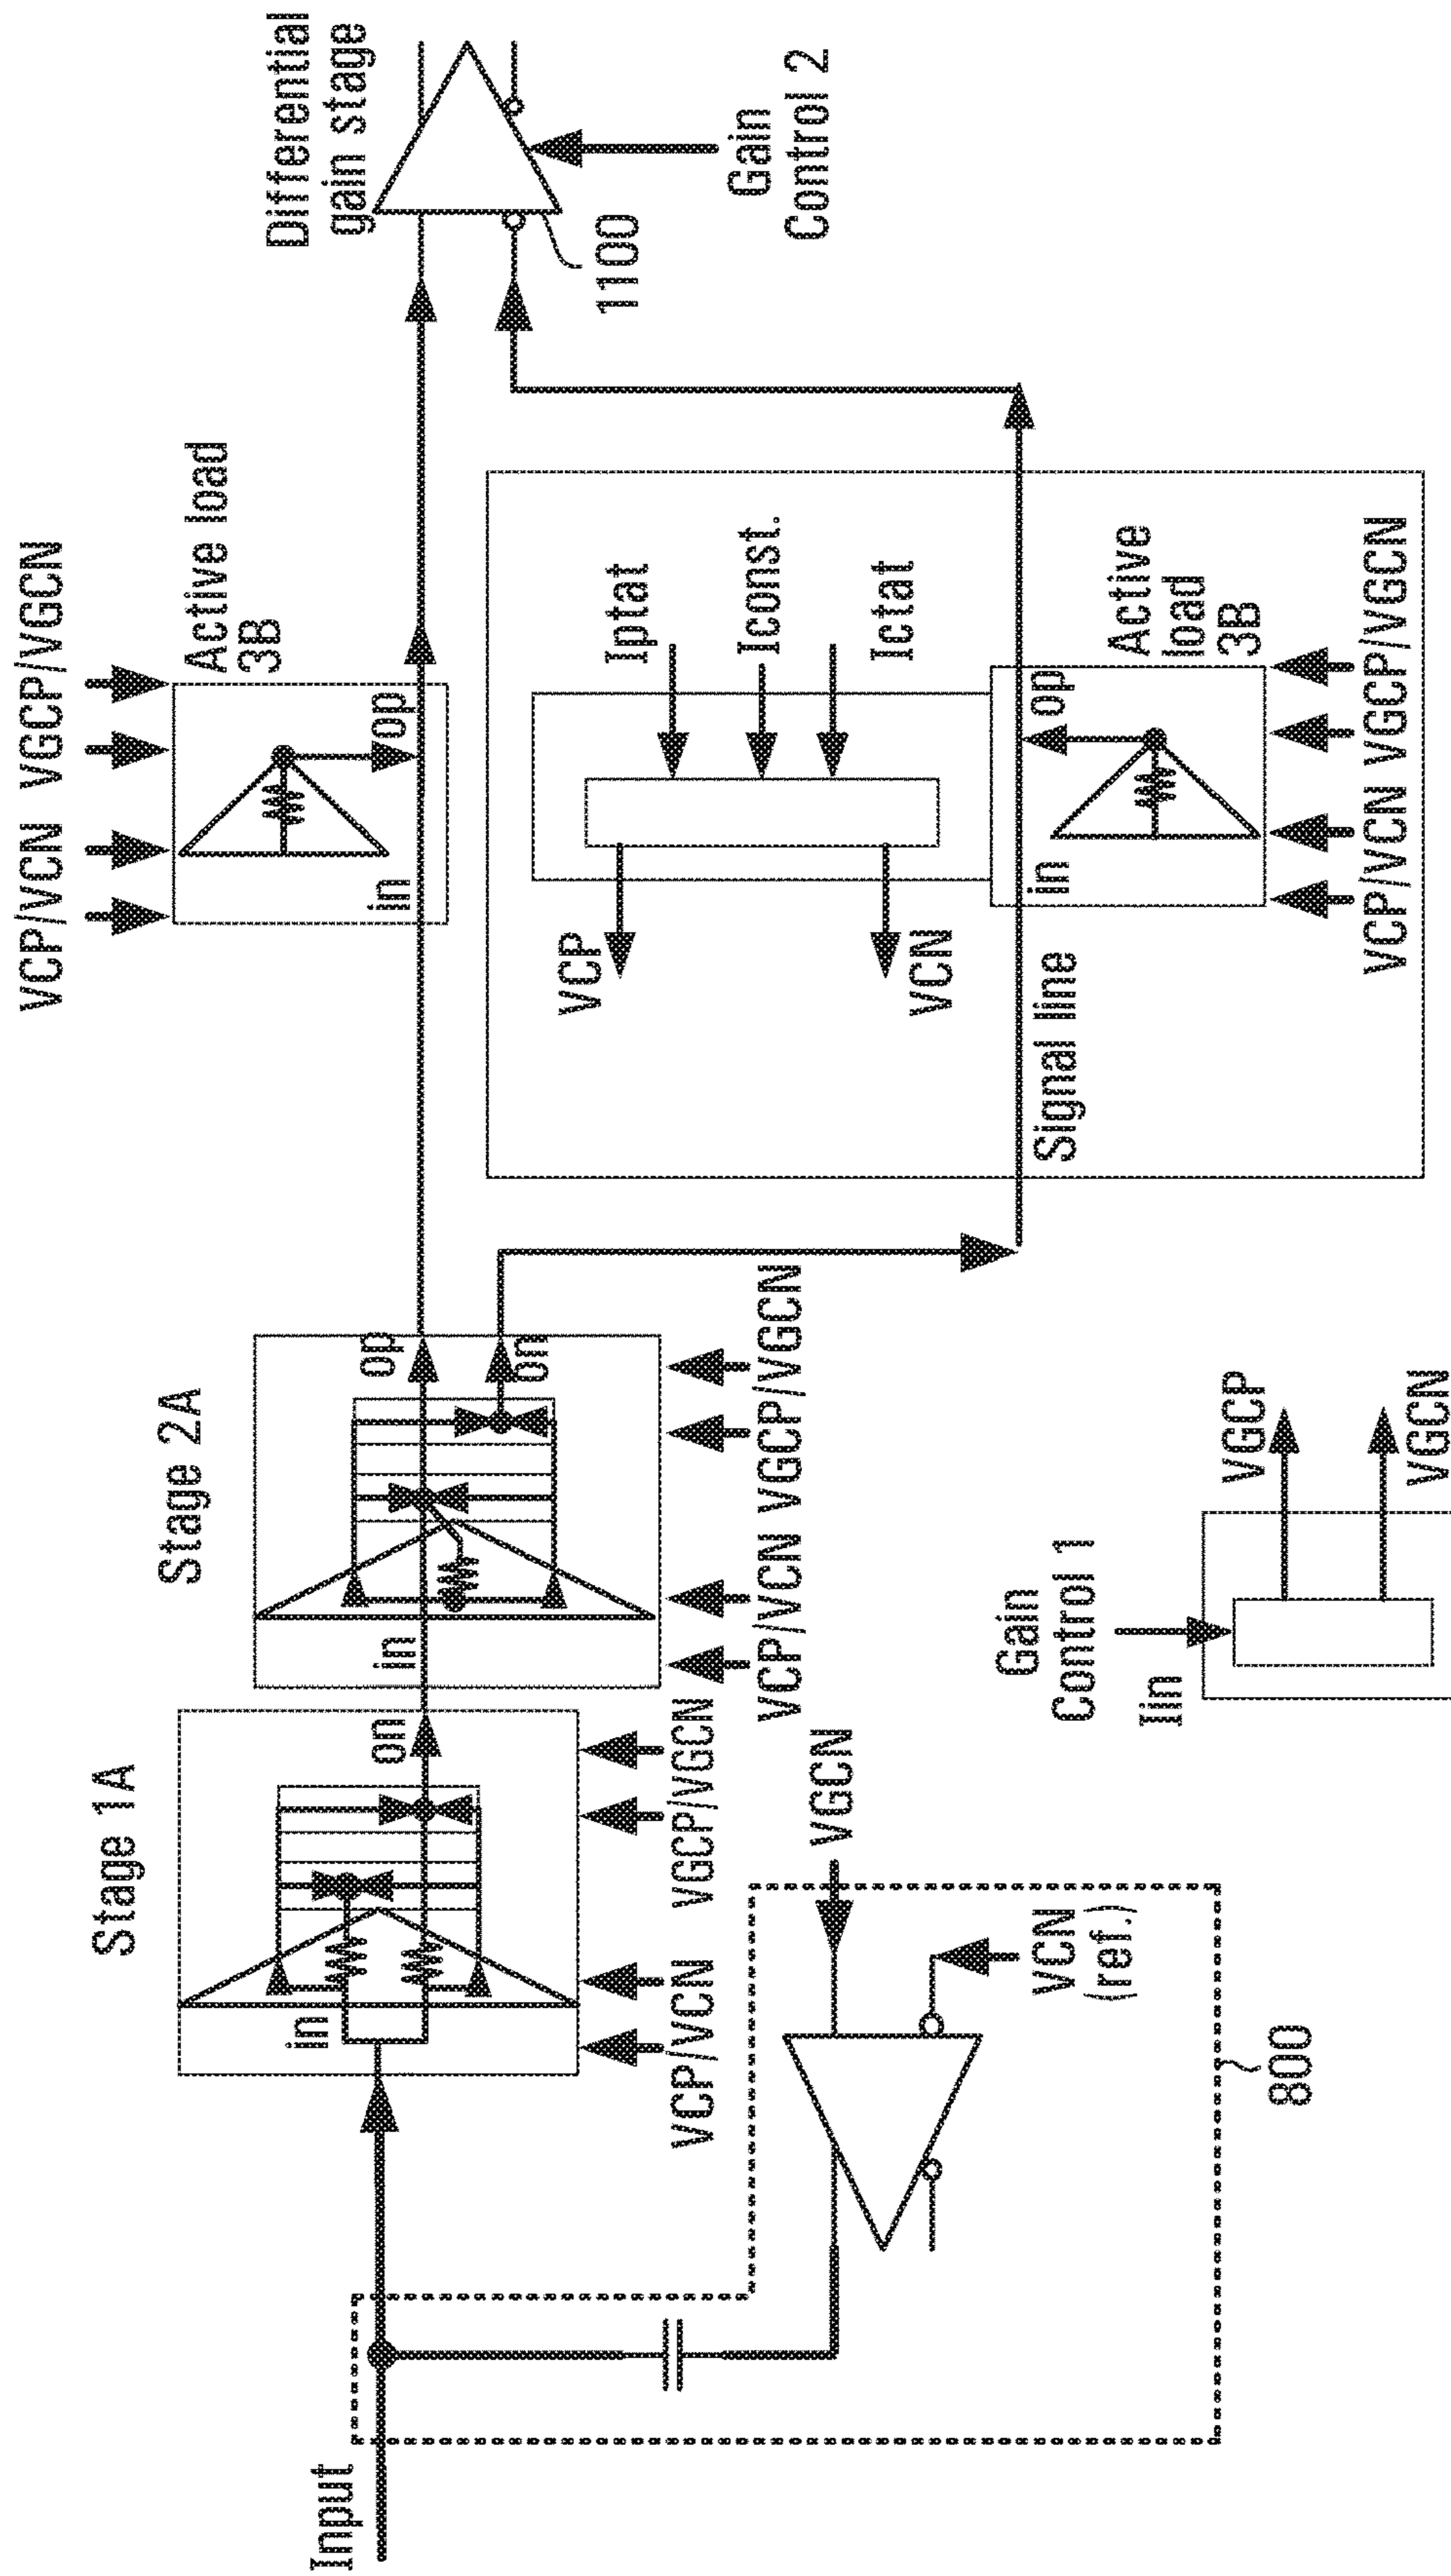 Input
Stage 1A
in
on
VCP/VCN
VGCP/VGCN
Stage 2A
in
op
on
VCP/VCN VGCP/VGCN
VCP/VCN VGCP/VGCN
Active load
3B
in
op
Differential
gain stage
1100
Gain
Control 2
VCP
VCN
Iptat
Iconst.
Ictat
Signal line
in
op
Active
load
3B
VCP/VCN VGCP/VGCN
VGCN
VCN
(ref.)
800
Gain
Control 1
Iin
VGCP
VGCN